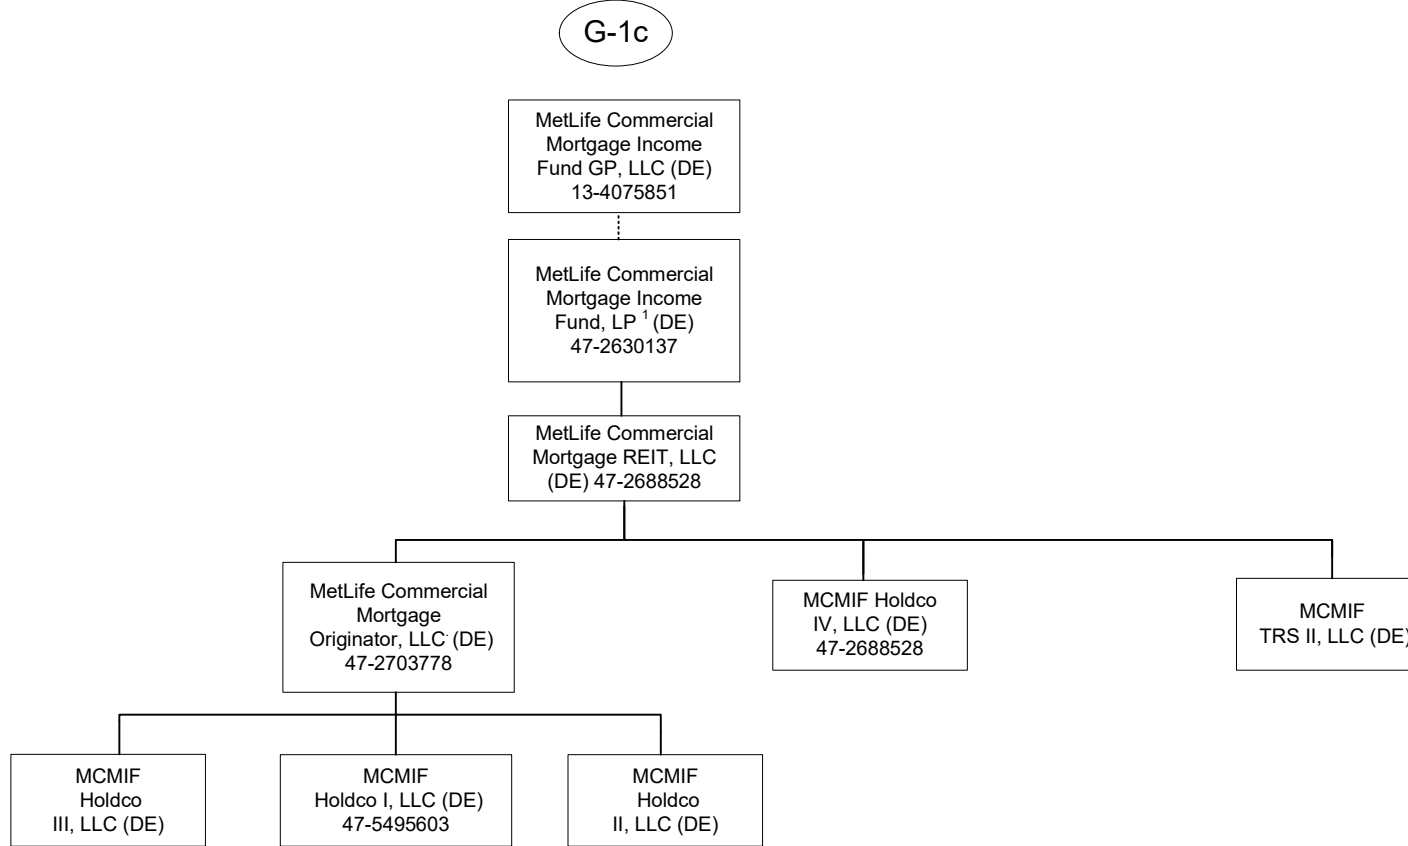 G-1c
MetLife Commercial
Mortgage Income
Fund GP, LLC (DE)
13-4075851
MetLife Commercial
Mortgage Income
Fund, LP ¹ (DE)
47-2630137
MetLife Commercial
Mortgage REIT, LLC
(DE) 47-2688528
MetLife Commercial
Mortgage
Originator, LLC (DE)
47-2703778
MCMIF Holdco
IV, LLC (DE)
47-2688528
MCMIF
TRS II, LLC (DE)
MCMIF
Holdco
III, LLC (DE)
MCMIF
Holdco I, LLC (DE)
47-5495603
MCMIF
Holdco
II, LLC (DE)